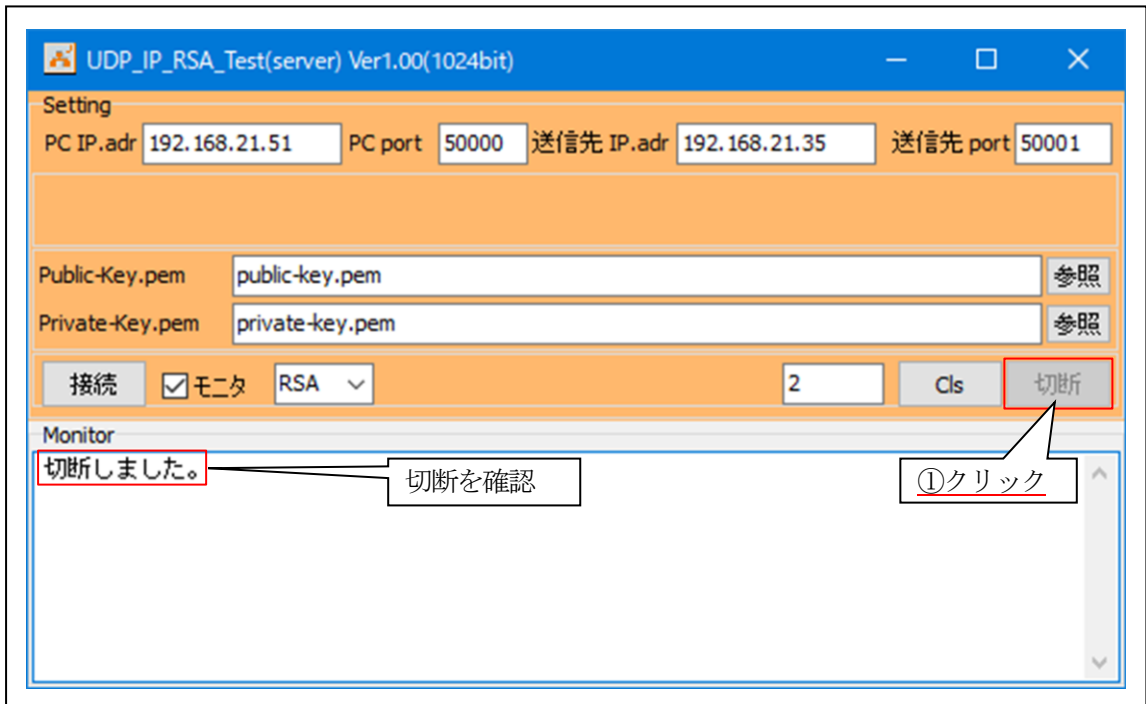 UDP_IP_RSA_Test(server) Ver1.00(1024bit)
Setting
PC IP.adr 192.168.21.51 PC port 50000 送信先 IP.adr 192.168.21.35 送信先 port 50001
Public-Key.pem public-key.pem 参照
Private-Key.pem private-key.pem 参照
接続 モニタ RSA 2 Cls 切断
Monitor
切断しました。
切断を確認
①クリック